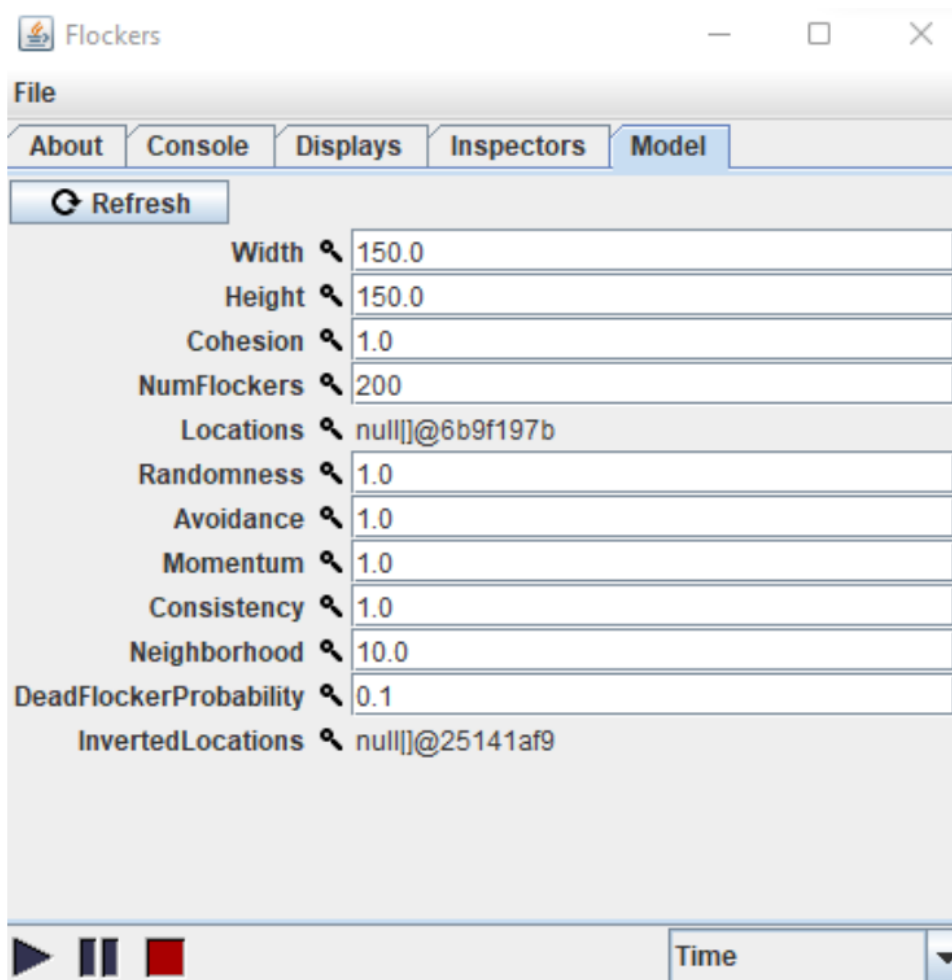 Flockers
File
About Console Displays Inspectors Model
Refresh
Width 150.0
Height 150.0
Cohesion 1.0
NumFlockers 200
Locations null[]@6b9f197b
Randomness 1.0
Avoidance 1.0
Momentum 1.0
Consistency 1.0
Neighborhood 10.0
DeadFlockerProbability 0.1
InvertedLocations null[]@25141af9
Time